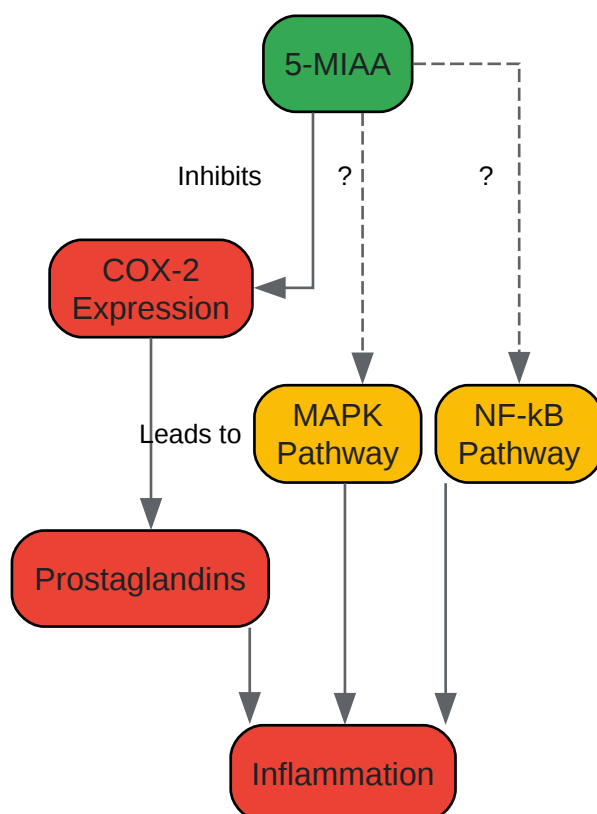 5-MIAA
Inhibits
?
?
COX-2
Expression
MAPK
Pathway
NF-kB
Pathway
Leads to
Prostaglandins
Inflammation